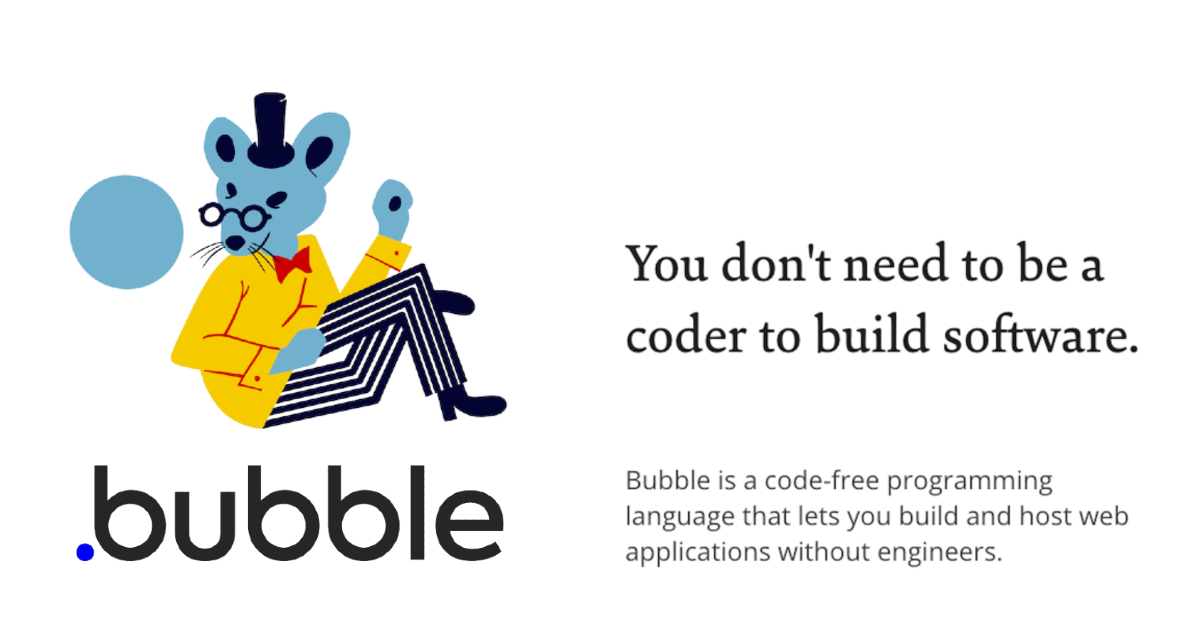 .bubble
You don't need to be a
coder to build software.
Bubble is a code-free programming
language that lets you build and host web
applications without engineers.